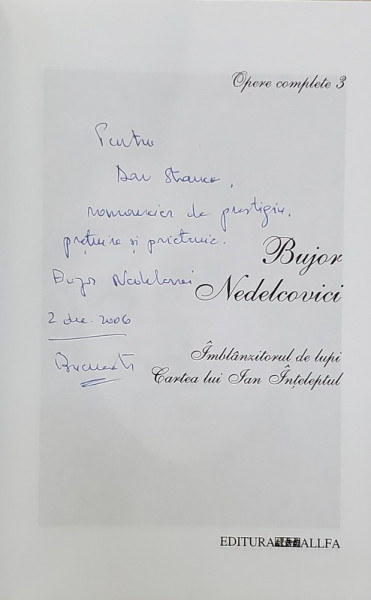 Opere complete 3
Pentru
Dan Stanca,
romancier de prestigiu,
prețuire și prietenie.
Bujor Nedelcovici
2 dec. 2006
București
Bujor
Nedelcovici
Îmblânzitorul de lupi
Cartea lui Ian Înțeleptul
EDITURA ALLFA